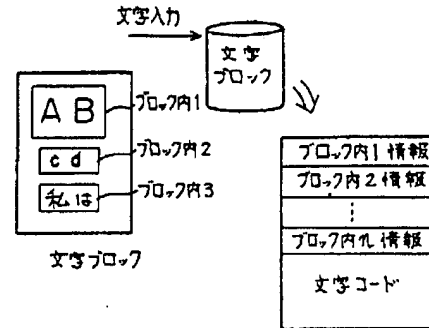 文字入力
文字
ブロック
A B
ブロック内1
c d
ブロック内2
私は
ブロック内3
文字ブロック
ブロック内1情報
ブロック内2情報
ブロック内n情報
文字コード